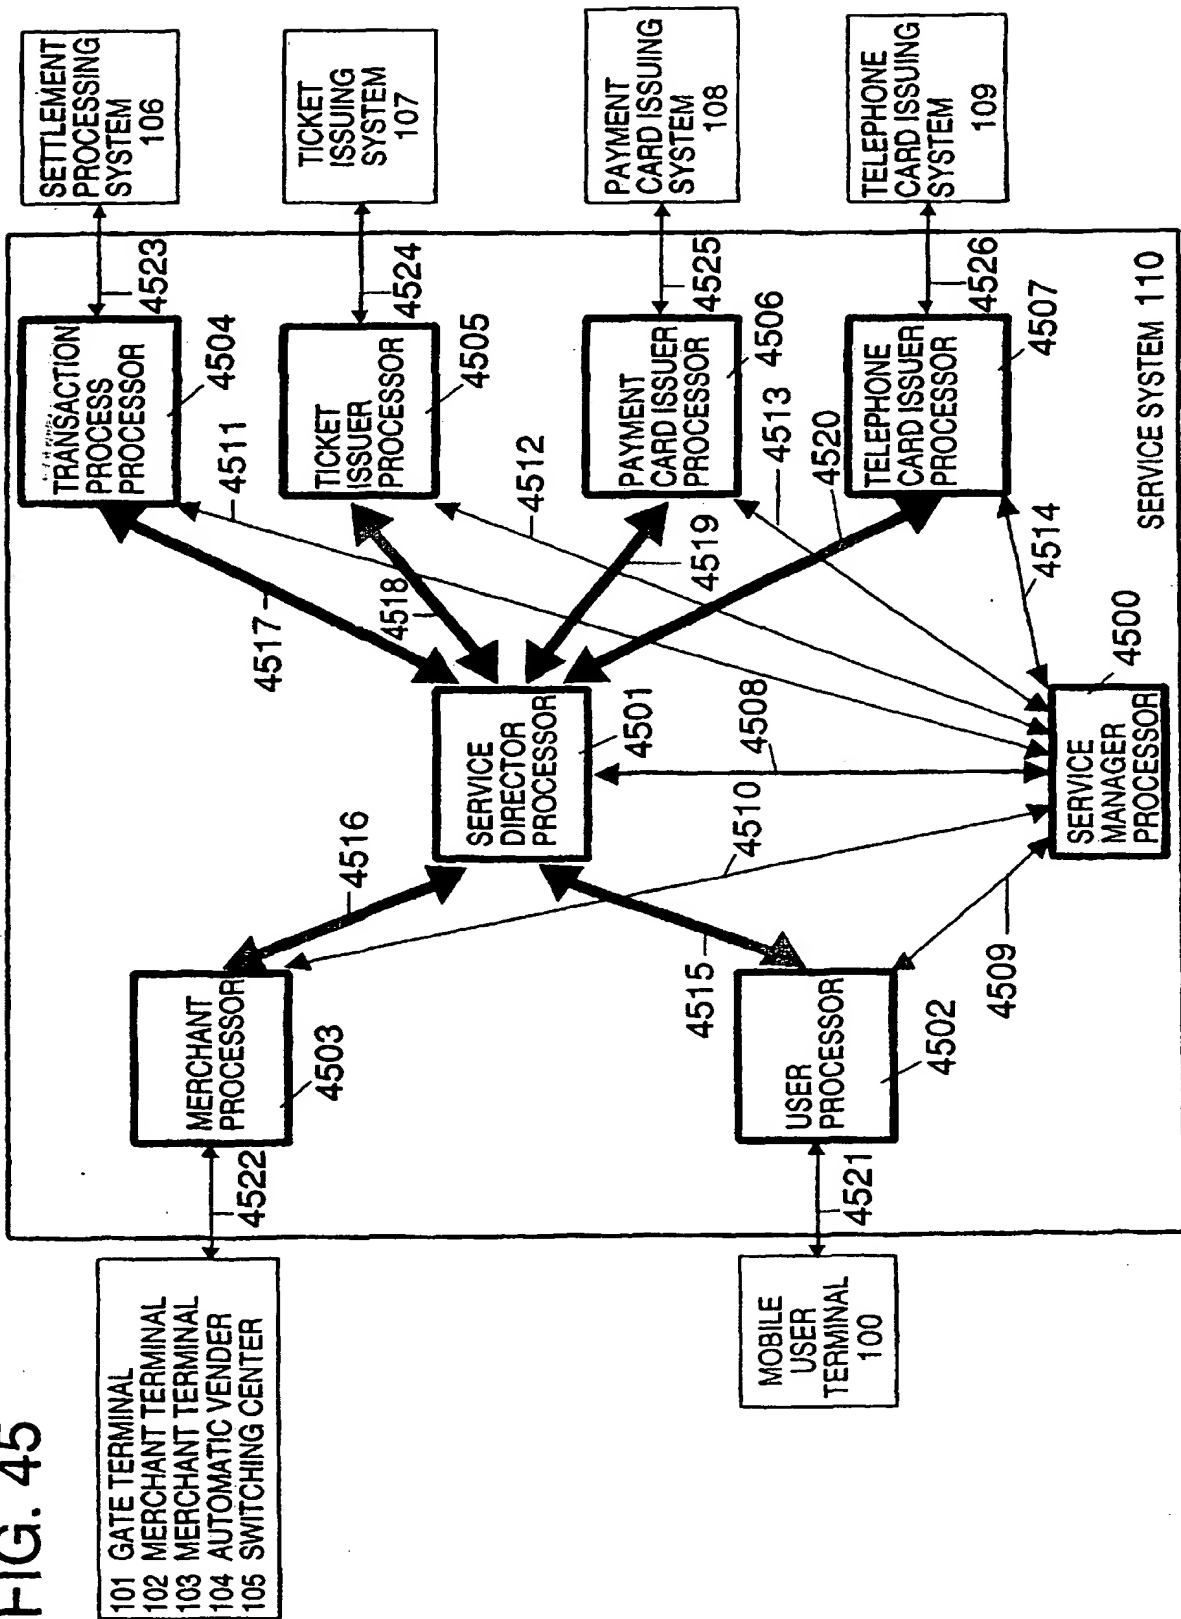 FIG. 45
101 GATE TERMINAL
102 MERCHANT TERMINAL
103 MERCHANT TERMINAL
104 AUTOMATIC VENDER
105 SWITCHING CENTER
4522
MERCHANT
PROCESSOR
4503
4516
4517
TRANSACTION
PROCESS
PROCESSOR
4504
4511
4523
SETTLEMENT
PROCESSING
SYSTEM
106
4518
TICKET
ISSUER
PROCESSOR
4505
4512
4524
TICKET
ISSUING
SYSTEM
107
SERVICE
DIRECTOR
PROCESSOR
4501
4519
PAYMENT
CARD ISSUER
PROCESSOR
4506
4513
4525
PAYMENT
CARD ISSUING
SYSTEM
108
4520
TELEPHONE
CARD ISSUER
PROCESSOR
4507
4526
TELEPHONE
CARD ISSUING
SYSTEM
109
MOBILE
USER
TERMINAL
100
4521
USER
PROCESSOR
4502
4515
4510
4508
4509
SERVICE
MANAGER
PROCESSOR
4500
4514
SERVICE SYSTEM 110